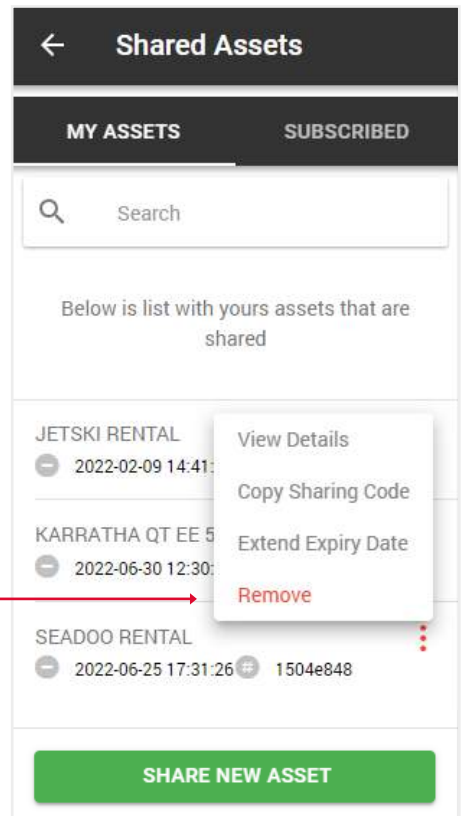 Shared Assets
MY ASSETS SUBSCRIBED
Search
Below is list with yours assets that are
shared
JETSKI RENTAL
2022-02-09 14:41:
View Details
Copy Sharing Code
KARRATHA QT EE 5
2022-06-30 12:30:
Extend Expiry Date
Remove
SEADOO RENTAL
2022-06-25 17:31:26 # 1504e848
SHARE NEW ASSET